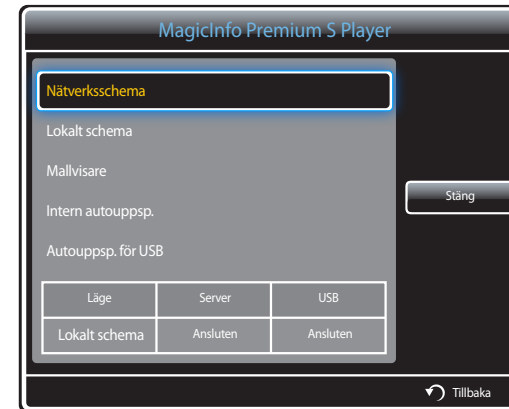 MagicInfo Premium S Player
Nätverksschema
Lokalt schema
Mallvisare
Intern autouppsp.
Autouppsp. för USB
Stäng
Läge Server USB
Lokalt schema Ansluten Ansluten
Tillbaka